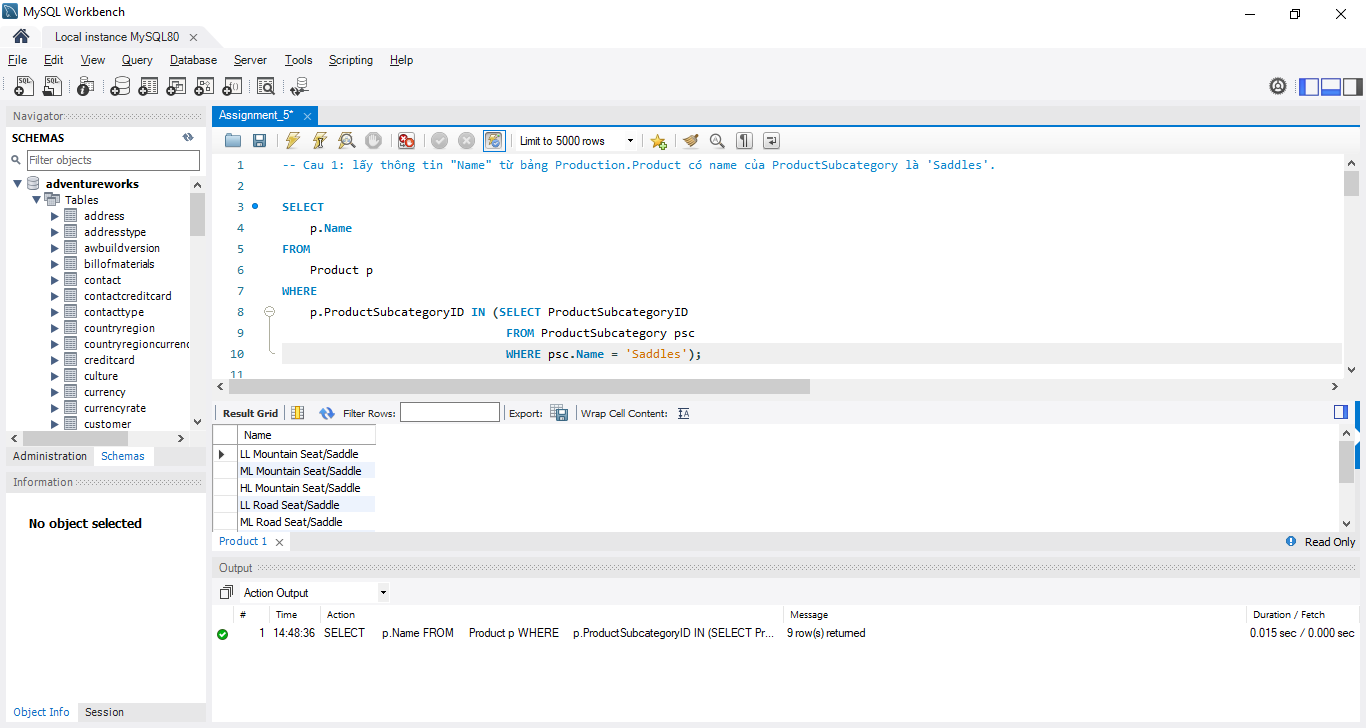 MySQL Workbench
Local instance MySQL80
File Edit View Query Database Server Tools Scripting Help
Navigator
SCHEMAS
Filter objects
adventureworks
Tables
address
addresstype
awbuildversion
billofmaterials
contact
contactcreditcard
contacttype
countryregion
countryregioncurrenc
creditcard
culture
currency
currencyrate
customer
Administration Schemas
Information
No object selected
Object Info Session
Assignment_5*
Limit to 5000 rows
1 -- Cau 1: lấy thông tin "Name" từ bảng Production.Product có name của ProductSubcategory là 'Saddles'.
2
3 SELECT
4 p.Name
5 FROM
6 Product p
7 WHERE
8 p.ProductSubcategoryID IN (SELECT ProductSubcategoryID
9 FROM ProductSubcategory psc
10 WHERE psc.Name = 'Saddles');
11
Result Grid Filter Rows: Export: Wrap Cell Content:
Name
LL Mountain Seat/Saddle
ML Mountain Seat/Saddle
HL Mountain Seat/Saddle
LL Road Seat/Saddle
ML Road Seat/Saddle
Product 1 Read Only
Output
Action Output
# Time Action Message Duration / Fetch
1 14:48:36 SELECT p.Name FROM Product p WHERE p.ProductSubcategoryID IN (SELECT Pr... 9 row(s) returned 0.015 sec / 0.000 sec